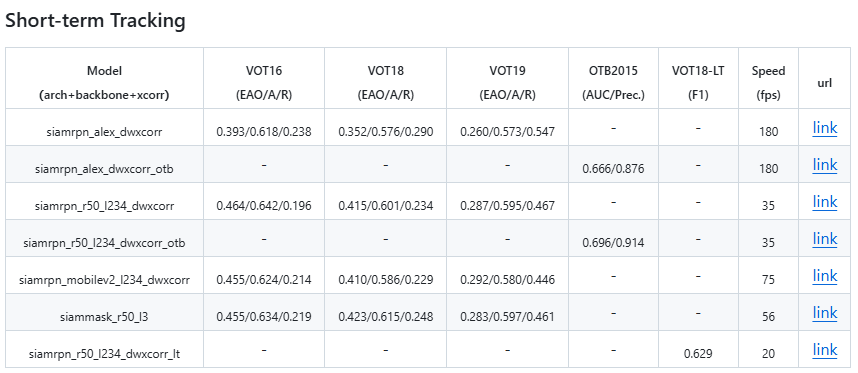 Short-term Tracking
Model (arch+backbone+xcorr) VOT16 (EAO/A/R) VOT18 (EAO/A/R) VOT19 (EAO/A/R) OTB2015 (AUC/Prec.) VOT18-LT (F1) Speed (fps) url
siamrpn_alex_dwxcorr 0.393/0.618/0.238 0.352/0.576/0.290 0.260/0.573/0.547 - - 180 link
siamrpn_alex_dwxcorr_otb - - - 0.666/0.876 - 180 link
siamrpn_r50_l234_dwxcorr 0.464/0.642/0.196 0.415/0.601/0.234 0.287/0.595/0.467 - - 35 link
siamrpn_r50_l234_dwxcorr_otb - - - 0.696/0.914 - 35 link
siamrpn_mobilev2_l234_dwxcorr 0.455/0.624/0.214 0.410/0.586/0.229 0.292/0.580/0.446 - - 75 link
siammask_r50_l3 0.455/0.634/0.219 0.423/0.615/0.248 0.283/0.597/0.461 - - 56 link
siamrpn_r50_l234_dwxcorr_lt - - - - 0.629 20 link